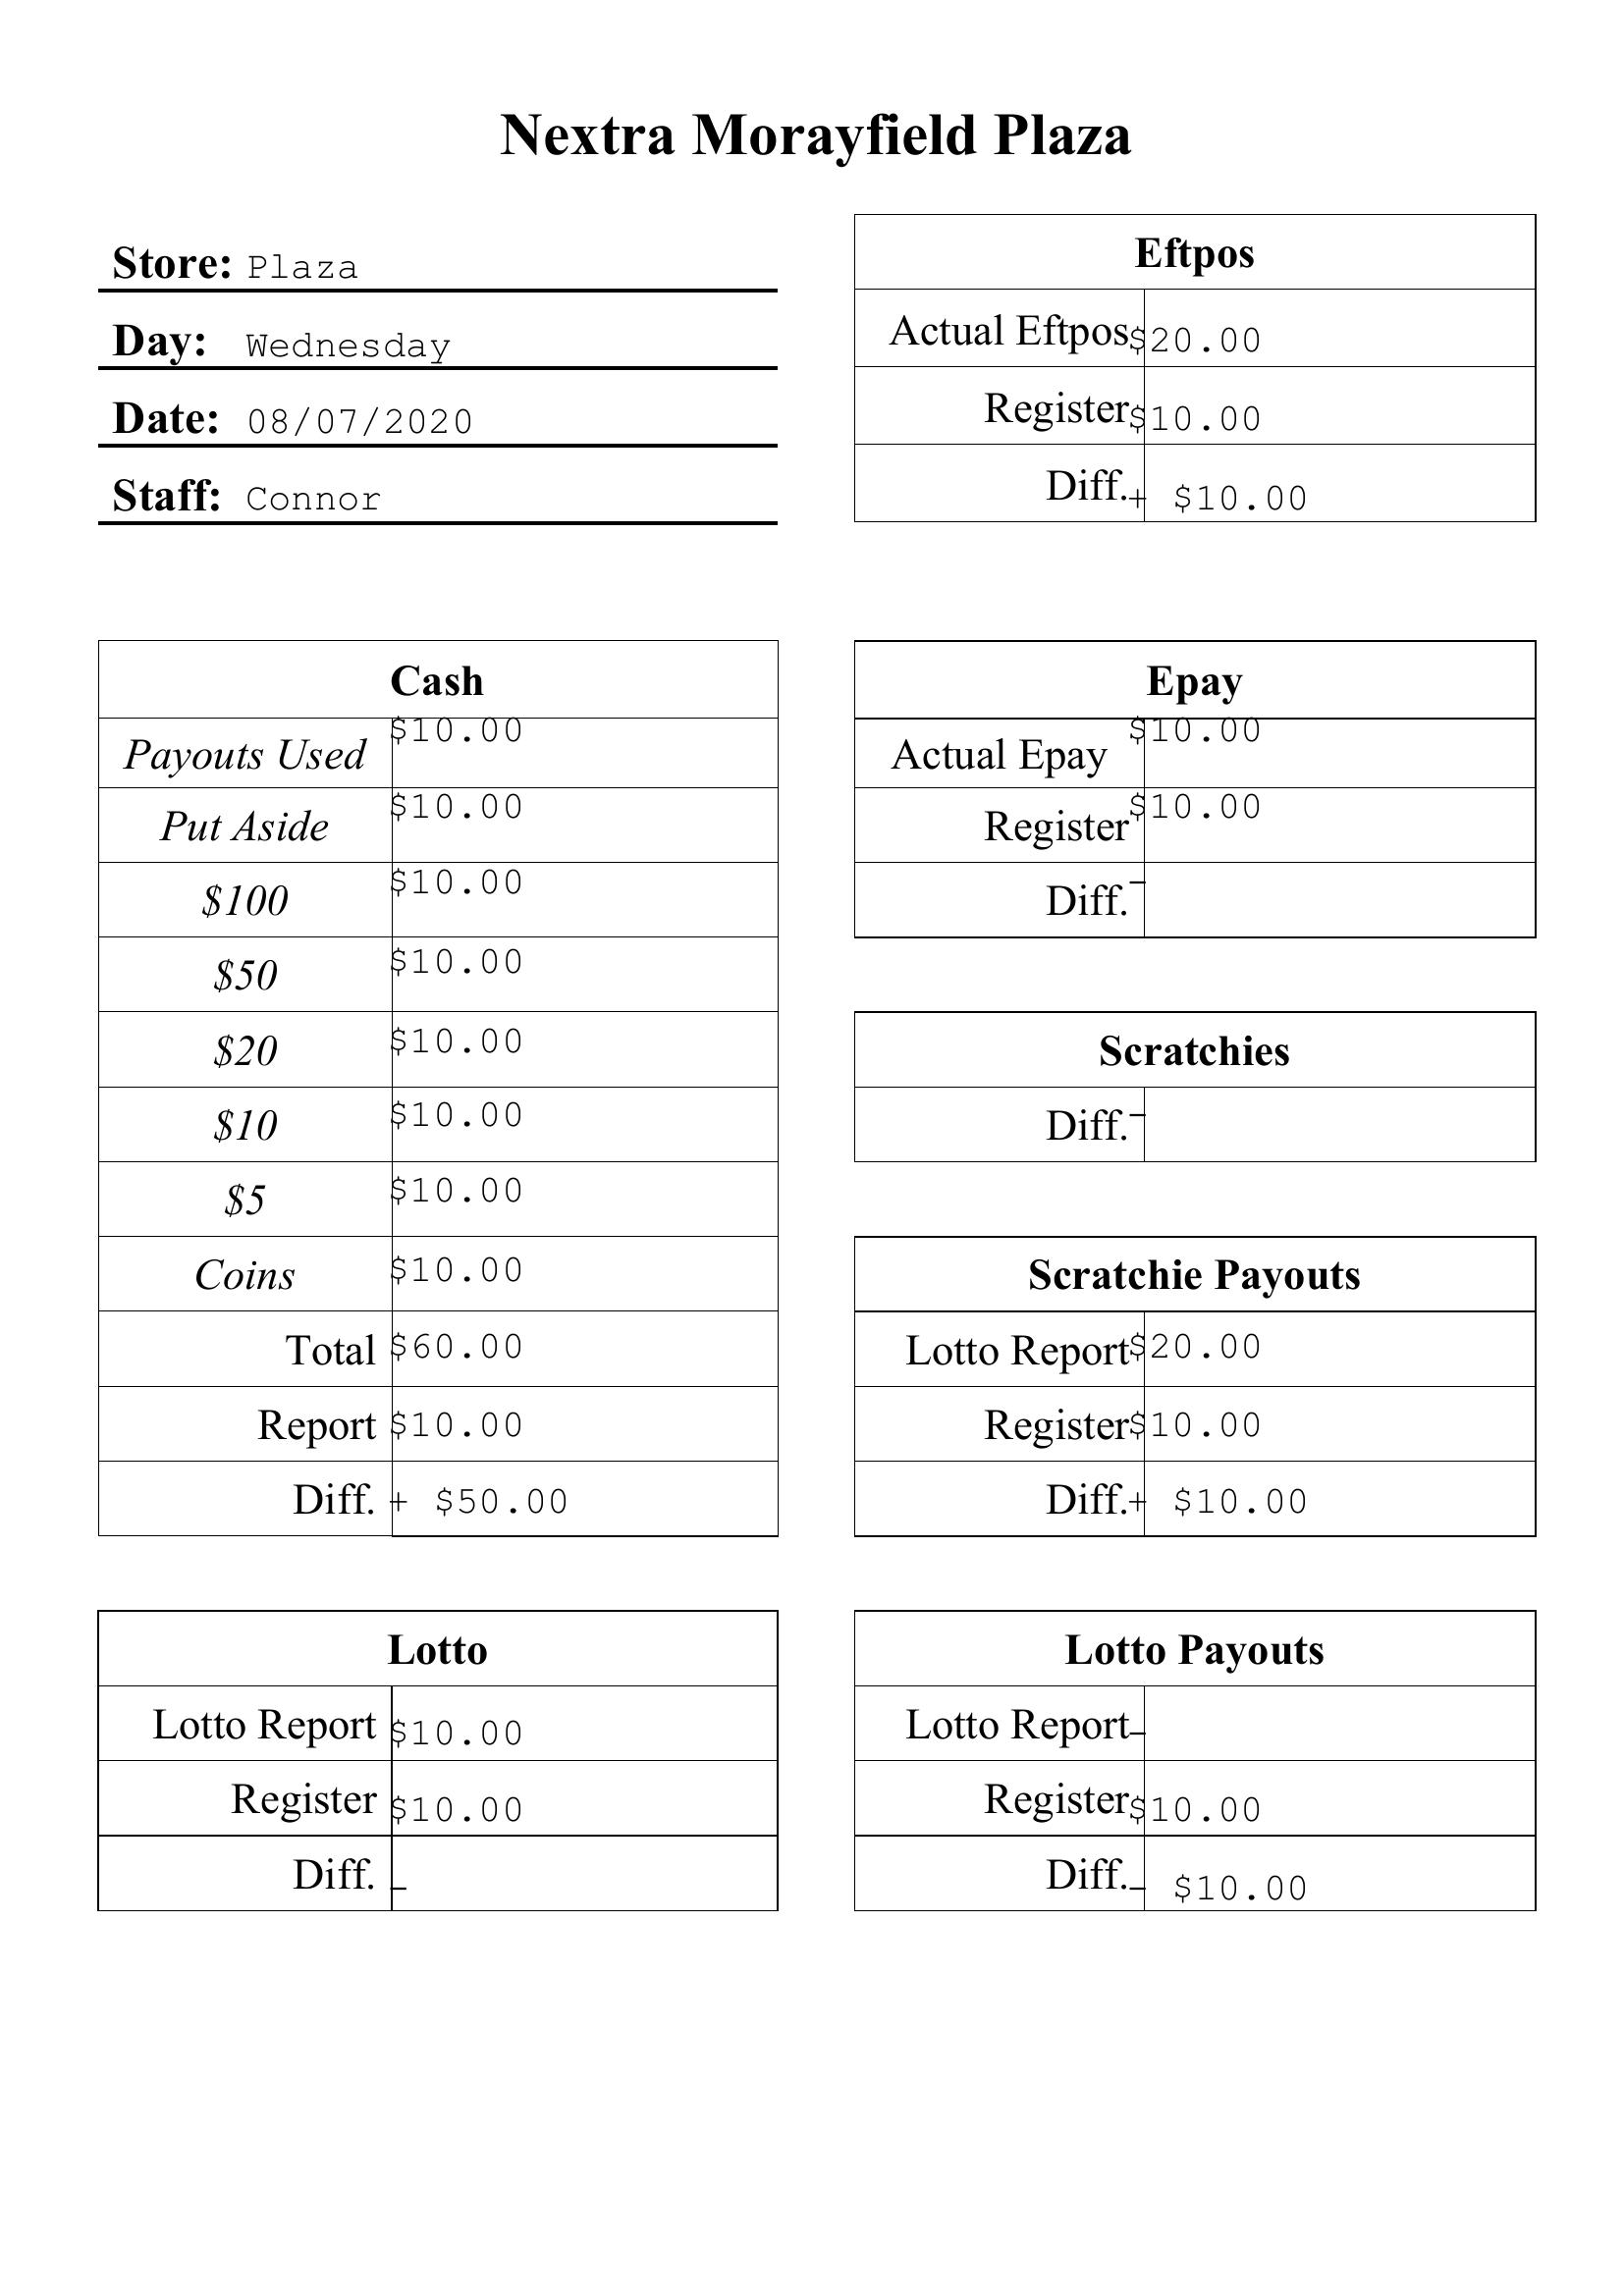 Nextra Morayfield Plaza
Store: Plaza
Day: Wednesday
Date: 08/07/2020
Staff: Connor
Eftpos
Actual Eftpos $20.00
Register $10.00
Diff. + $10.00
Cash
Payouts Used $10.00
Put Aside $10.00
$100 $10.00
$50 $10.00
$20 $10.00
$10 $10.00
$5 $10.00
Coins $10.00
Total $60.00
Report $10.00
Diff. + $50.00
Epay
Actual Epay $10.00
Register $10.00
Diff. -
Scratchies
Diff. -
Scratchie Payouts
Lotto Report $20.00
Register $10.00
Diff. + $10.00
Lotto
Lotto Report $10.00
Register $10.00
Diff. -
Lotto Payouts
Lotto Report -
Register $10.00
Diff. - $10.00